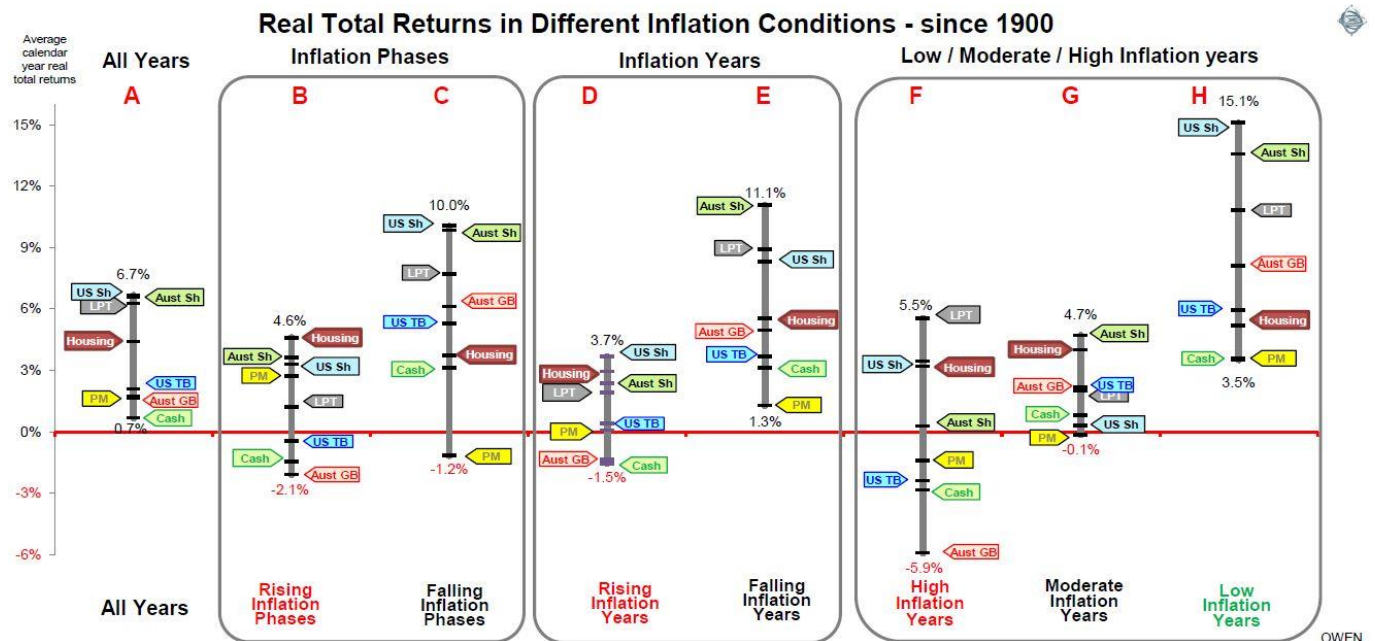 Real Total Returns in Different Inflation Conditions - since 1900
Average
calendar
year real
total returns
All Years
Inflation Phases
Inflation Years
Low / Moderate / High Inflation years
A
B
C
D
E
F
G
H
15%
12%
9%
6%
3%
0%
-3%
-6%
6.7%
US Sh
Aust Sh
LPT
Housing
US TB
PM
Aust GB
Cash
0.7%
4.6%
Housing
Aust Sh
US Sh
PM
LPT
US TB
Cash
Aust GB
-2.1%
10.0%
US Sh
Aust Sh
LPT
Aust GB
US TB
Housing
Cash
PM
-1.2%
3.7%
US Sh
Housing
Aust Sh
LPT
US TB
PM
Aust GB
Cash
-1.5%
11.1%
Aust Sh
LPT
US Sh
Housing
Aust GB
US TB
Cash
PM
1.3%
5.5%
LPT
US Sh
Housing
Aust Sh
PM
US TB
Cash
Aust GB
-5.9%
4.7%
Aust Sh
Housing
Aust GB
US TB
LPT
Cash
US Sh
PM
-0.1%
15.1%
US Sh
Aust Sh
LPT
Aust GB
US TB
Housing
Cash
PM
3.5%
All Years
Rising
Inflation
Phases
Falling
Inflation
Phases
Rising
Inflation
Years
Falling
Inflation
Years
High
Inflation
Years
Moderate
Inflation
Years
Low
Inflation
Years
OWEN